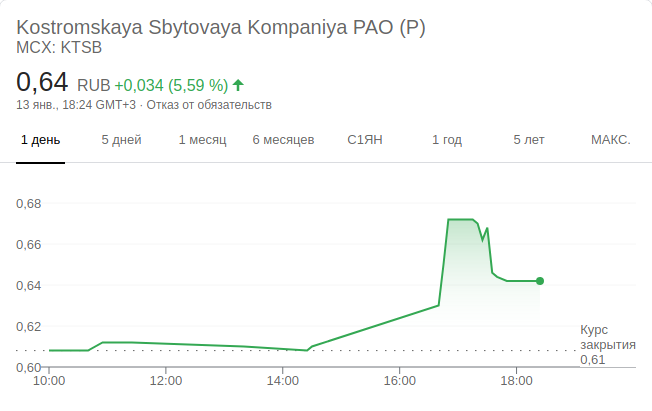 Kostromskaya Sbytovaya Kompaniya PAO (P)
MCX: KTSB
0,64 RUB +0,034 (5,59 %)
13 янв., 18:24 GMT+3 · Отказ от обязательств
1 день 5 дней 1 месяц 6 месяцев С1ЯН 1 год 5 лет МАКС.
0,68
0,66
0,64
0,62
Курс
закрытия
0,61
0,60
10:00 12:00 14:00 16:00 18:00